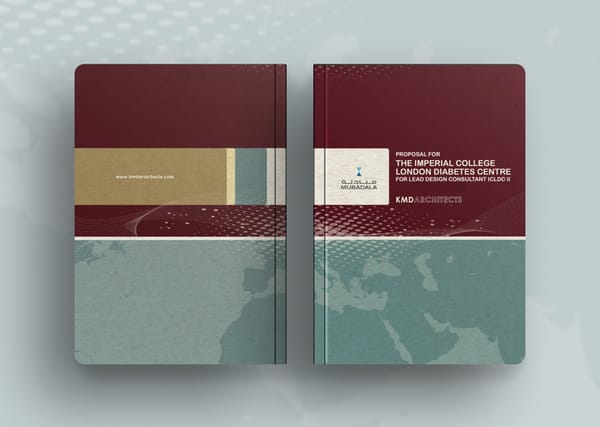 www.kmdarchitects.com
مبادلة
MUBADALA
PROPOSAL FOR
THE IMPERIAL COLLEGE
LONDON DIABETES CENTRE
FOR LEAD DESIGN CONSULTANT ICLDC II
KMDARCHITECTS